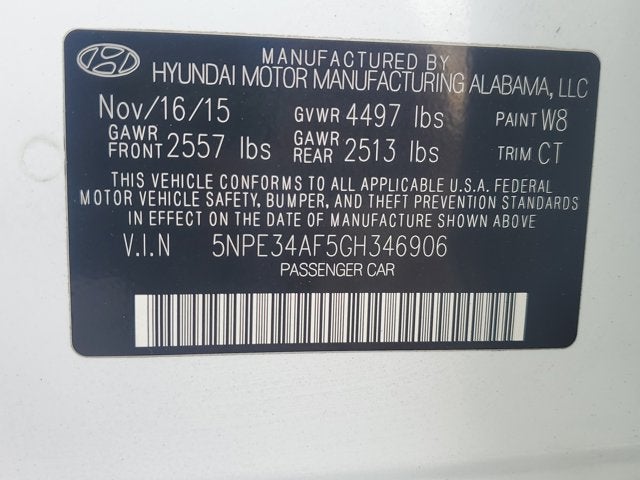 MANUFACTURED BY
HYUNDAI MOTOR MANUFACTURING ALABAMA, LLC
Nov/16/15 GVWR 4497 lbs PAINT W8
GAWR FRONT 2557 lbs GAWR REAR 2513 lbs TRIM CT
THIS VEHICLE CONFORMS TO ALL APPLICABLE U.S.A. FEDERAL
MOTOR VEHICLE SAFETY, BUMPER, AND THEFT PREVENTION STANDARDS
IN EFFECT ON THE DATE OF MANUFACTURE SHOWN ABOVE
V.I.N 5NPE34AF5GH346906
PASSENGER CAR